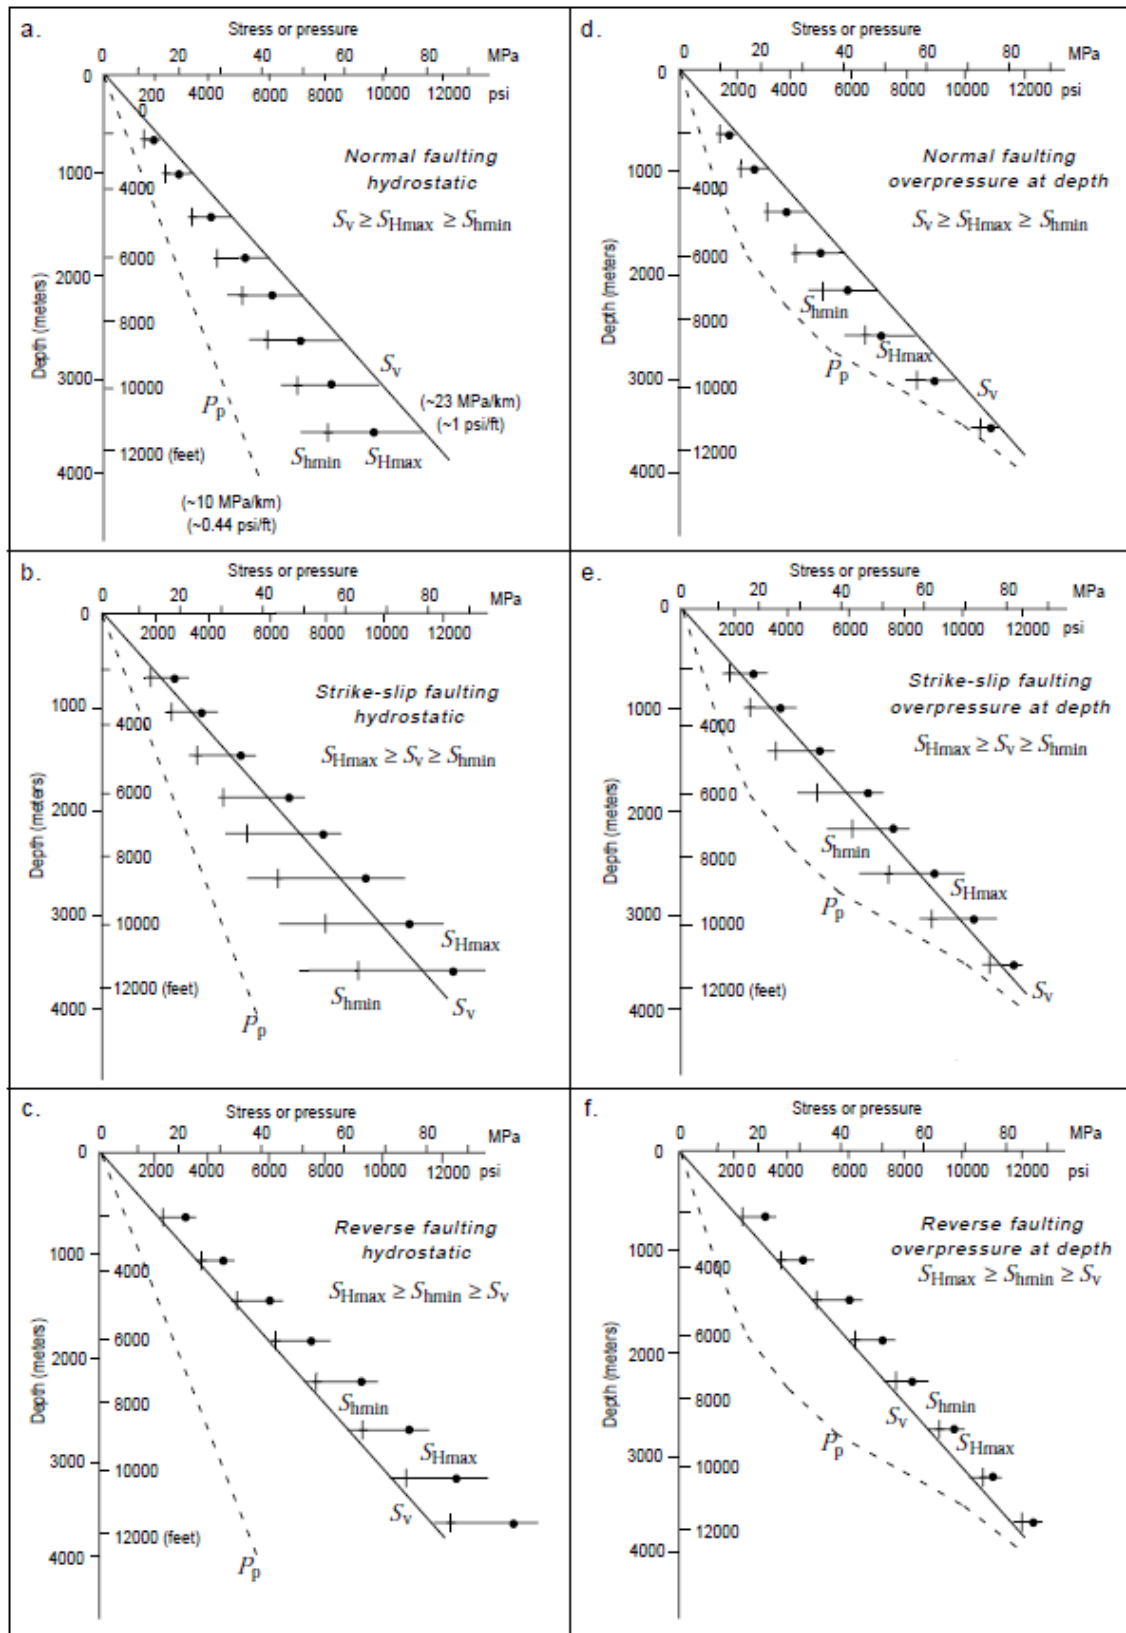 a.
Stress or pressure
0 20 40 60 80 MPa
0
200 4000 6000 8000 10000 12000 psi
0
Normal faulting
hydrostatic
1000
4000
Sv ≥ SHmax ≥ Shmin
6000
2000
Depth (meters)
8000
Sv
3000
10000
Pp
(~23 MPa/km)
(~1 psi/ft)
12000 (feet)
Shmin SHmax
4000
(~10 MPa/km)
(~0.44 psi/ft)
d.
Stress or pressure
0 20 40 60 80 MPa
0
2000 4000 6000 8000 10000 12000 psi
Normal faulting
overpressure at depth
1000
4000
Sv ≥ SHmax ≥ Shmin
6000
2000
Depth (meters)
Shmin
8000
SHmax
Pp
3000
10000
Sv
12000
4000
b.
Stress or pressure
0 20 40 60 80 MPa
0
2000 4000 6000 8000 10000 12000 psi
Strike-slip faulting
hydrostatic
1000
4000
SHmax ≥ Sv ≥ Shmin
6000
2000
Depth (meters)
8000
3000
10000
SHmax
12000 (feet)
Shmin
4000
Sv
Pp
e.
Stress or pressure
0 20 40 60 80 MPa
0
2000 4000 6000 8000 10000 12000 psi
Strike-slip faulting
overpressure at depth
1000
4000
SHmax ≥ Sv ≥ Shmin
6000
2000
Depth (meters)
Shmin
8000
SHmax
Pp
3000
10000
12000 (feet)
Sv
4000
c.
Stress or pressure
0 20 40 60 80 MPa
0
2000 4000 6000 8000 10000 12000 psi
Reverse faulting
hydrostatic
1000
4000
SHmax ≥ Shmin ≥ Sv
6000
2000
Depth (meters)
8000
Shmin
SHmax
3000
10000
Sv
12000 (feet)
4000
Pp
f.
Stress or pressure
0 20 40 60 80 MPa
0
2000 4000 6000 8000 10000 12000 psi
Reverse faulting
overpressure at depth
1000
4000
SHmax ≥ Shmin ≥ Sv
6000
2000
Depth (meters)
8000
Shmin
Sv
SHmax
Pp
3000
10000
12000
4000